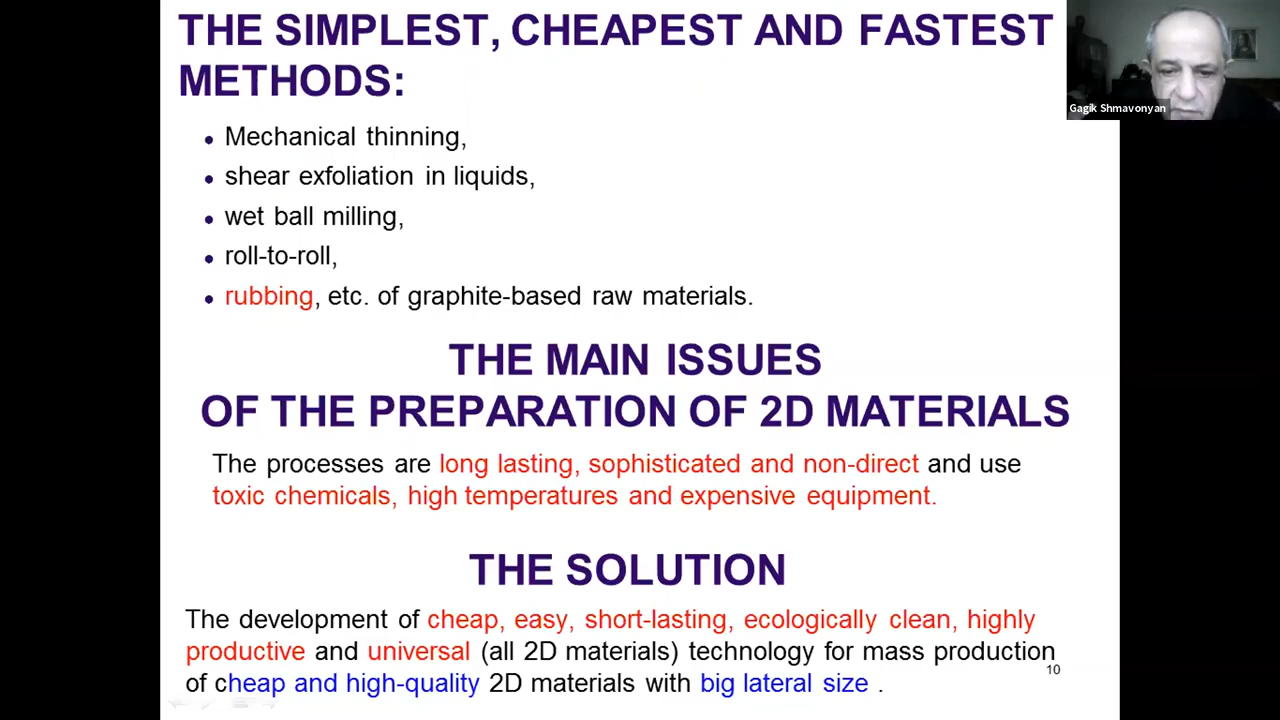 THE SIMPLEST, CHEAPEST AND FASTEST
METHODS:
Gagik Shmavonyan
• Mechanical thinning,
• shear exfoliation in liquids,
• wet ball milling,
• roll-to-roll,
• rubbing, etc. of graphite-based raw materials.
THE MAIN ISSUES
OF THE PREPARATION OF 2D MATERIALS
The processes are long lasting, sophisticated and non-direct and use
toxic chemicals, high temperatures and expensive equipment.
THE SOLUTION
The development of cheap, easy, short-lasting, ecologically clean, highly
productive and universal (all 2D materials) technology for mass production
of cheap and high-quality 2D materials with big lateral size .
10